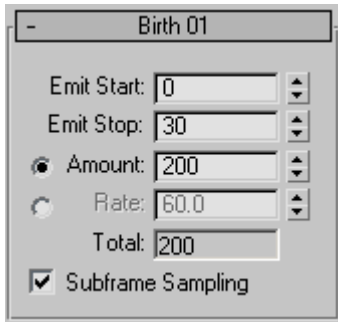 - Birth 01
Emit Start: 0
Emit Stop: 30
Amount: 200
Rate: 60.0
Total: 200
Subframe Sampling